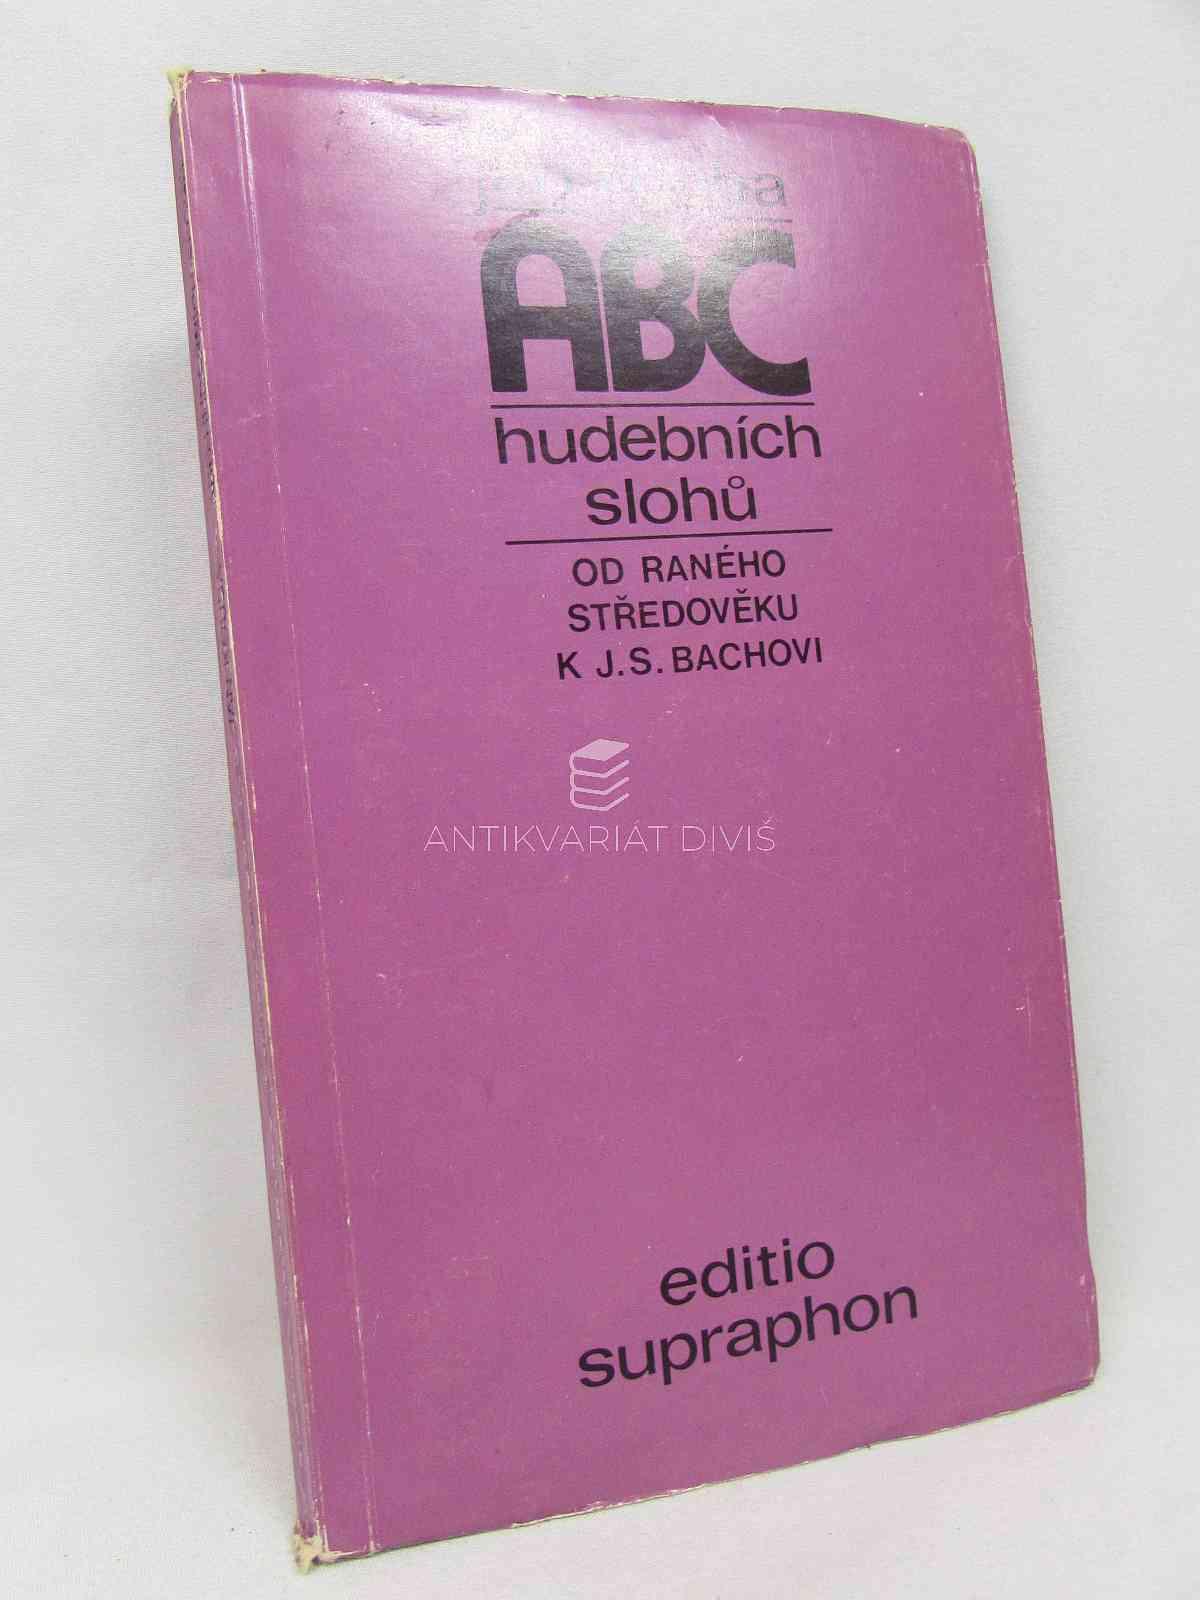 ABC
hudebních
slohů
OD RANÉHO
STŘEDOVĚKU
K J.S. BACHOVI
ANTIKVARIÁT DIVIŠ
editio
supraphon